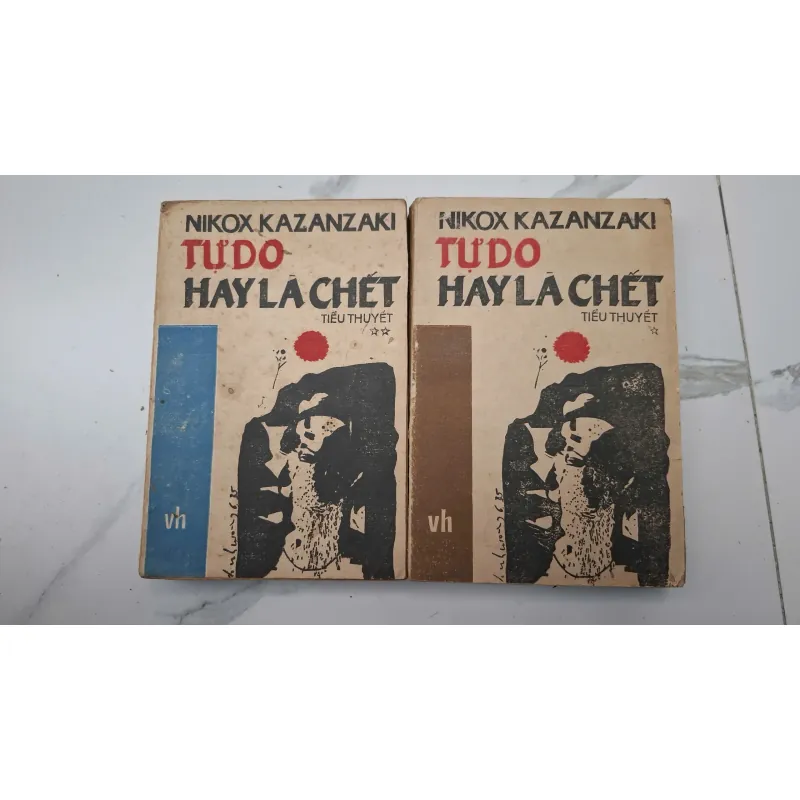 NIKOX KAZANZAKI
TỰ DO
HAY LÀ CHẾT
TIỂU THUYẾT
☆☆
vh
NIKOX KAZANZAKI
TỰ DO
HAY LÀ CHẾT
TIỂU THUYẾT
☆
vh